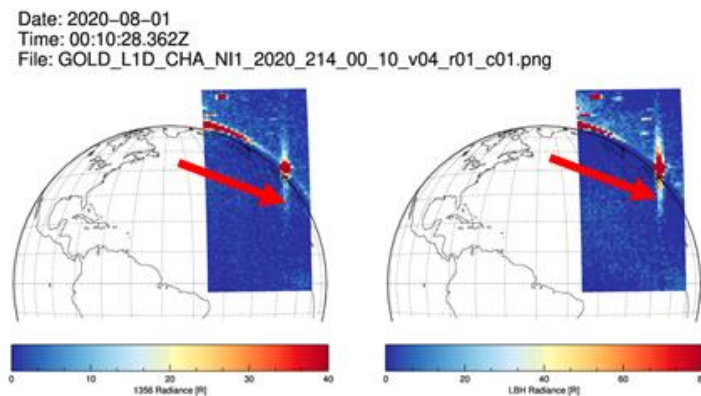 Date: 2020−08−01
Time: 00:10:28.362Z
File: GOLD_L1D_CHA_NI1_2020_214_00_10_v04_r01_c01.png
0 10 20 30 40
1356 Radiance [R]
0 20 40 60
LBH Radiance [R]